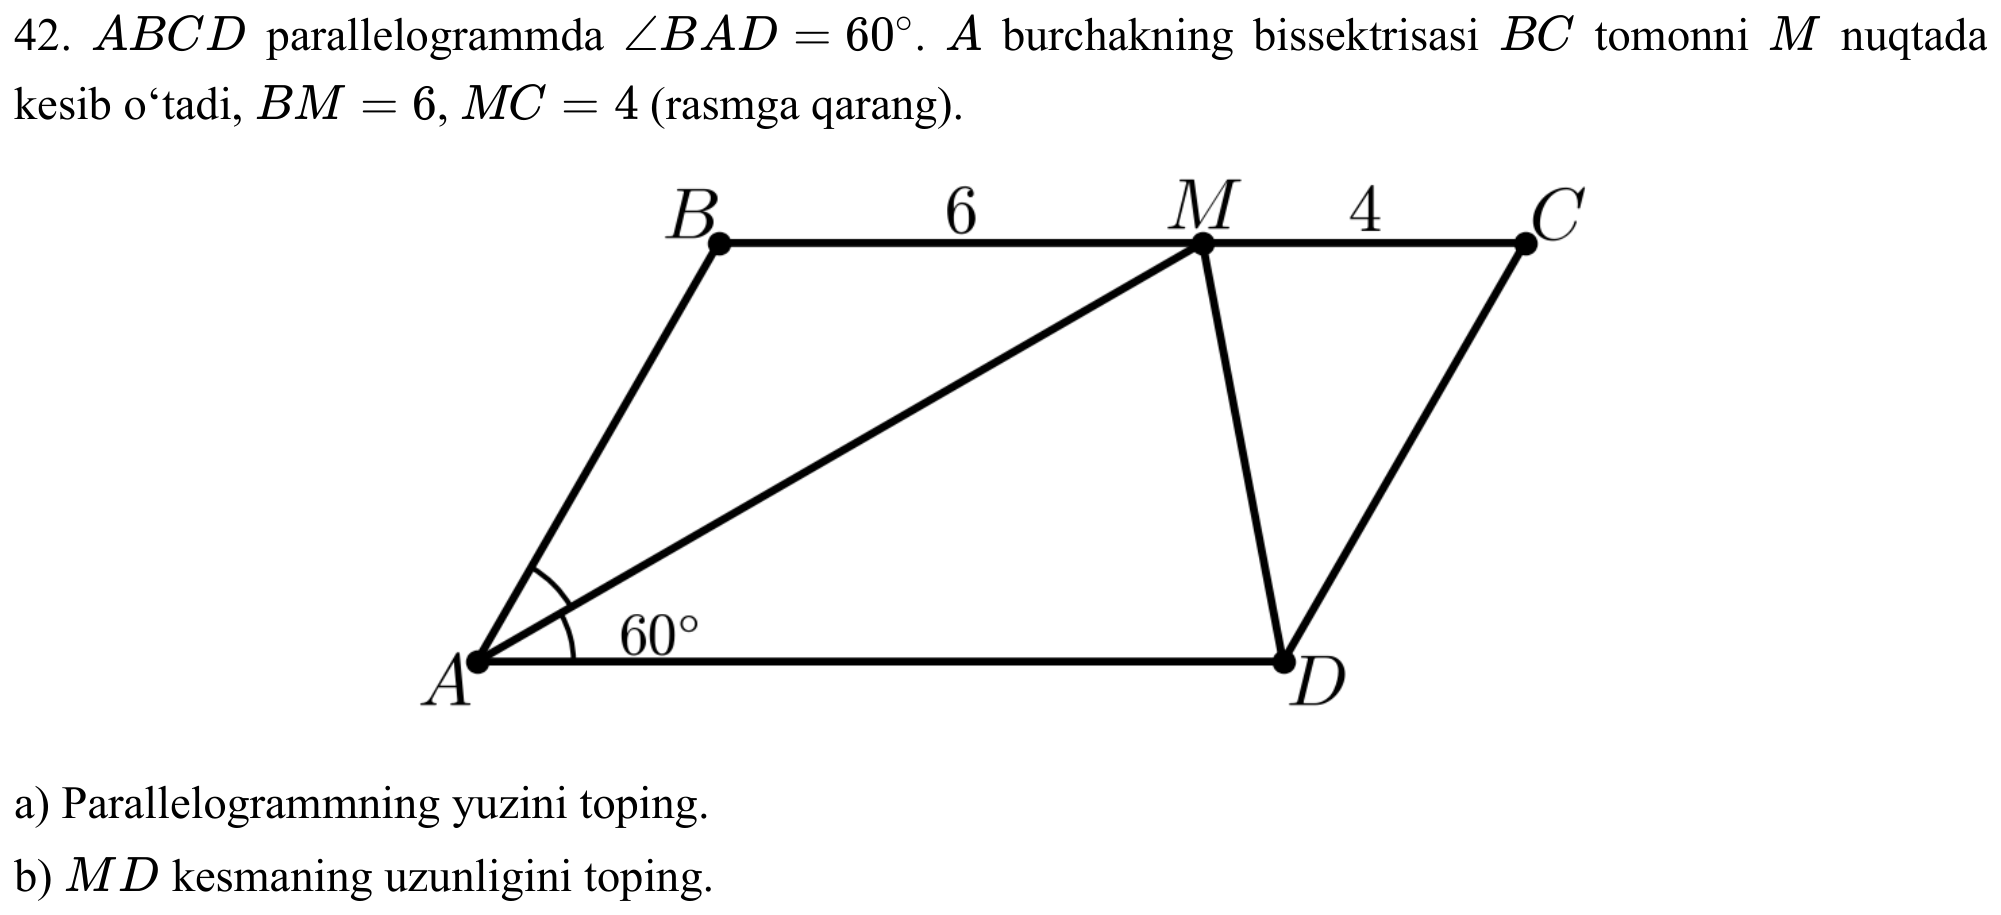 42. ABCD parallelogrammda ∠BAD = 60°. A burchakning bissektrisasi BC tomonni M nuqtada
kesib o‘tadi, BM = 6, MC = 4 (rasmga qarang).
B 6 M 4 C
60°
A D
a) Parallelogrammning yuzini toping.
b) MD kesmaning uzunligini toping.